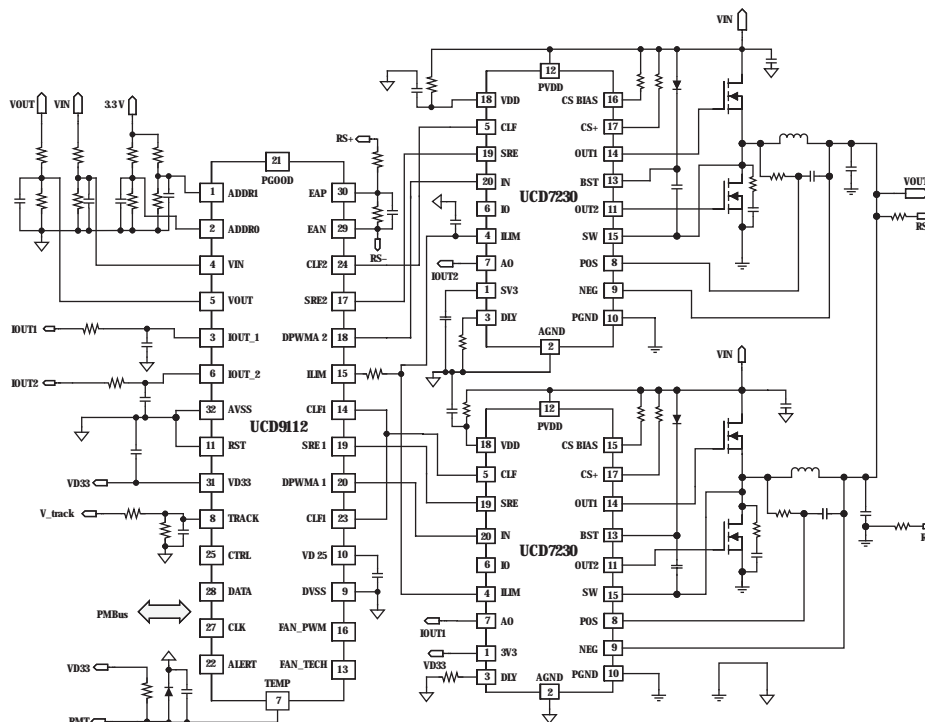 VIN
12
PVDD
18
VDD
CS BIAS
16
5
CLF
CS+
17
19
SRE
OUT1
14
20
IN
BST
13
UCD7230
6
IO
OUT2
11
4
ILIM
SW
15
7
AO
POS
8
1
SV3
NEG
9
3
DLY
PGND
10
AGND
2
IOUT2
VOUT
VOUT
VIN
3.3 V
RS+
RS–
21
PGOOD
1
ADDR1
EAP
30
2
ADDR0
EAN
29
4
VIN
CLF2
24
5
VOUT
SRE2
17
IOUT1
3
IOUT_1
DPWMA 2
18
IOUT2
6
IOUT_2
ILIM
15
32
AVSS
CLF1
14
UCD9112
11
RST
SRE 1
19
VD33
31
VD33
DPWMA 1
20
V_track
8
TRACK
CLF1
23
25
CTRL
VD 25
10
28
DATA
DVSS
9
PMBus
27
CLK
FAN_PWM
16
22
ALERT
FAN_TECH
13
TEMP
7
VD33
VIN
12
PVDD
18
VDD
CS BIAS
15
5
CLF
CS+
17
19
SRE
OUT1
14
20
IN
BST
13
UCD7230
6
IO
OUT2
11
4
ILIM
SW
15
7
AO
POS
8
IOUT1
1
3V3
NEG
9
VD33
3
DLY
PGND
10
AGND
2